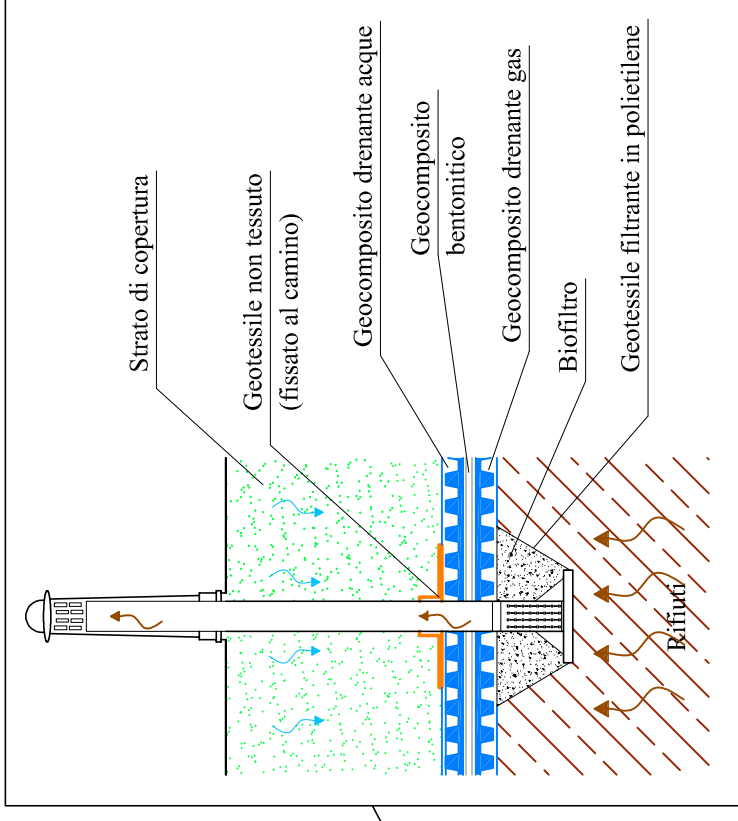 Strato di copertura
Geotessile non tessuto
(fissato al camino)
Geocomposito drenante acque
Geocomposito
bentonitico
Geocomposito drenante gas
Biofiltro
Geotessile filtrante in polietilene
Rifiuti